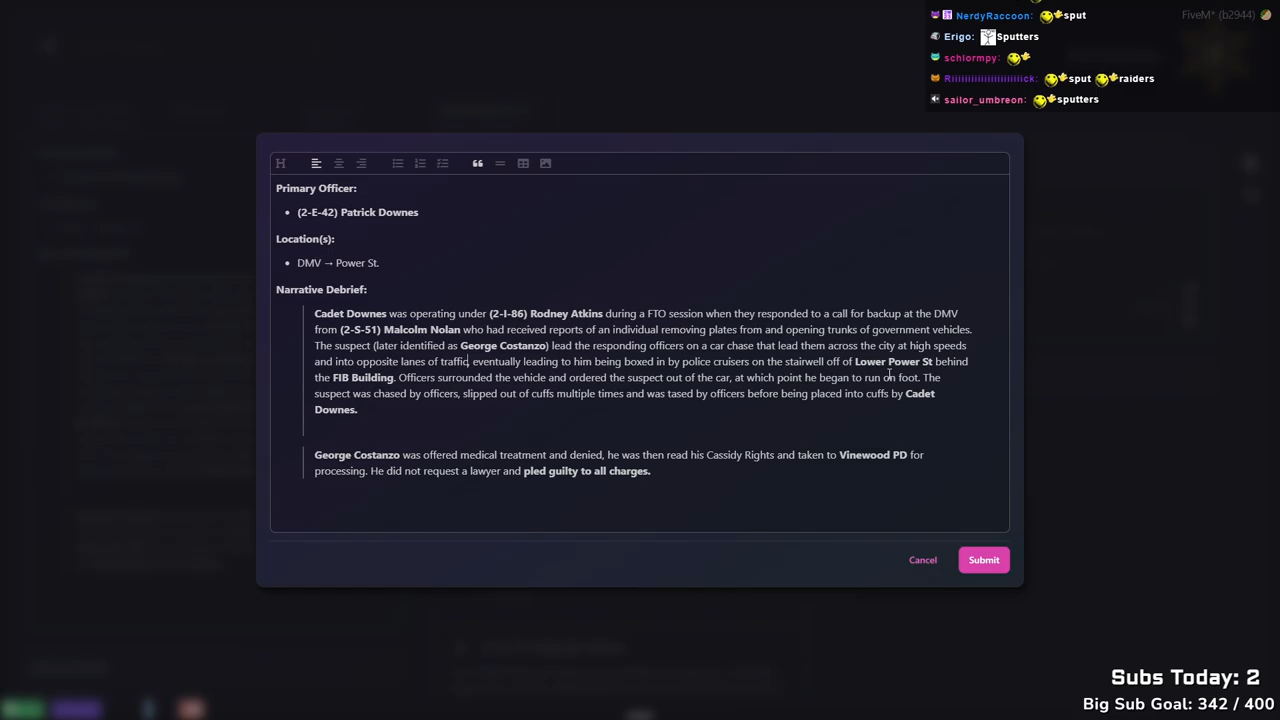 NerdyRaccoon: sput
FiveM* (b2944)
Erigo: Sputters
schlormpy:
Riiiiiiiiiiiiiiiiiiiiick: sput raiders
sailor_umbreon: sputters
H
Primary Officer:
• (2-E-42) Patrick Downes
Location(s):
• DMV → Power St.
Narrative Debrief:
Cadet Downes was operating under (2-I-86) Rodney Atkins during a FTO session when they responded to a call for backup at the DMV
from (2-S-51) Malcolm Nolan who had received reports of an individual removing plates from and opening trunks of government vehicles.
The suspect (later identified as George Costanzo) lead the responding officers on a car chase that lead them across the city at high speeds
and into opposite lanes of traffic, eventually leading to him being boxed in by police cruisers on the stairwell off of Lower Power St behind
the FIB Building. Officers surrounded the vehicle and ordered the suspect out of the car, at which point he began to run on foot. The
suspect was chased by officers, slipped out of cuffs multiple times and was tased by officers before being placed into cuffs by Cadet
Downes.
George Costanzo was offered medical treatment and denied, he was then read his Cassidy Rights and taken to Vinewood PD for
processing. He did not request a lawyer and pled guilty to all charges.
Cancel
Submit
Subs Today: 2
Big Sub Goal: 342 / 400